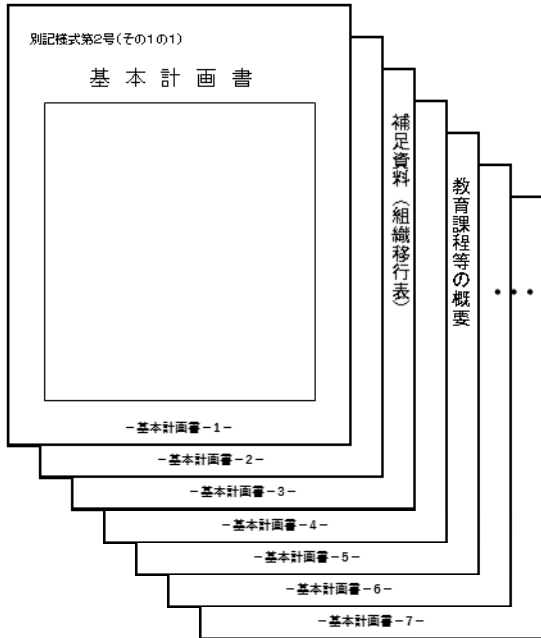 別記様式第2号(その1の1)
基本計画書
補足資料(組織移行表)
教育課程等の概要
・・・
－基本計画書－1－
－基本計画書－2－
－基本計画書－3－
－基本計画書－4－
－基本計画書－5－
－基本計画書－6－
－基本計画書－7－